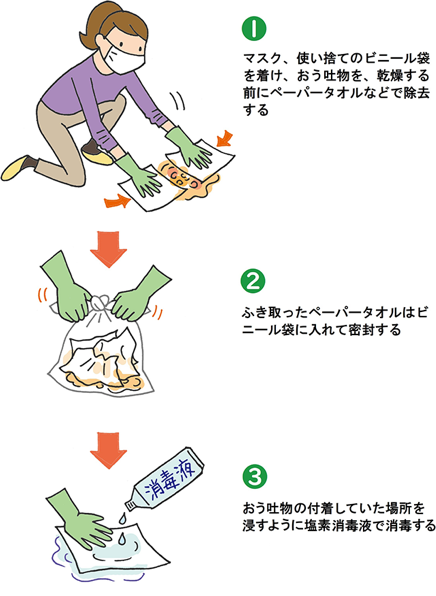 1
マスク、使い捨てのビニール袋
を着け、おう吐物を、乾燥する
前にペーパータオルなどで除去
する
2
ふき取ったペーパータオルはビ
ニール袋に入れて密封する
消毒液
3
おう吐物の付着していた場所を
浸すように塩素消毒液で消毒する